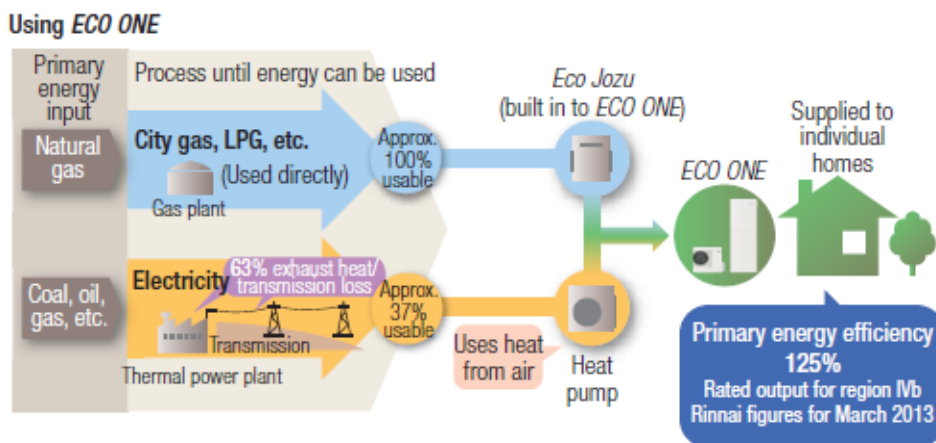 Using ECO ONE
Primary
energy
input
Process until energy can be used
Natural
gas
City gas, LPG, etc.
(Used directly)
Gas plant
Approx.
100%
usable
Eco Jozu
(built in to ECO ONE)
ECO ONE
Supplied to
individual
homes
Coal, oil,
gas, etc.
Electricity
63% exhaust heat/
transmission loss
Transmission
Thermal power plant
Approx.
37%
usable
Uses heat
from air
Heat
pump
Primary energy efficiency
125%
Rated output for region IVb
Rinnai figures for March 2013